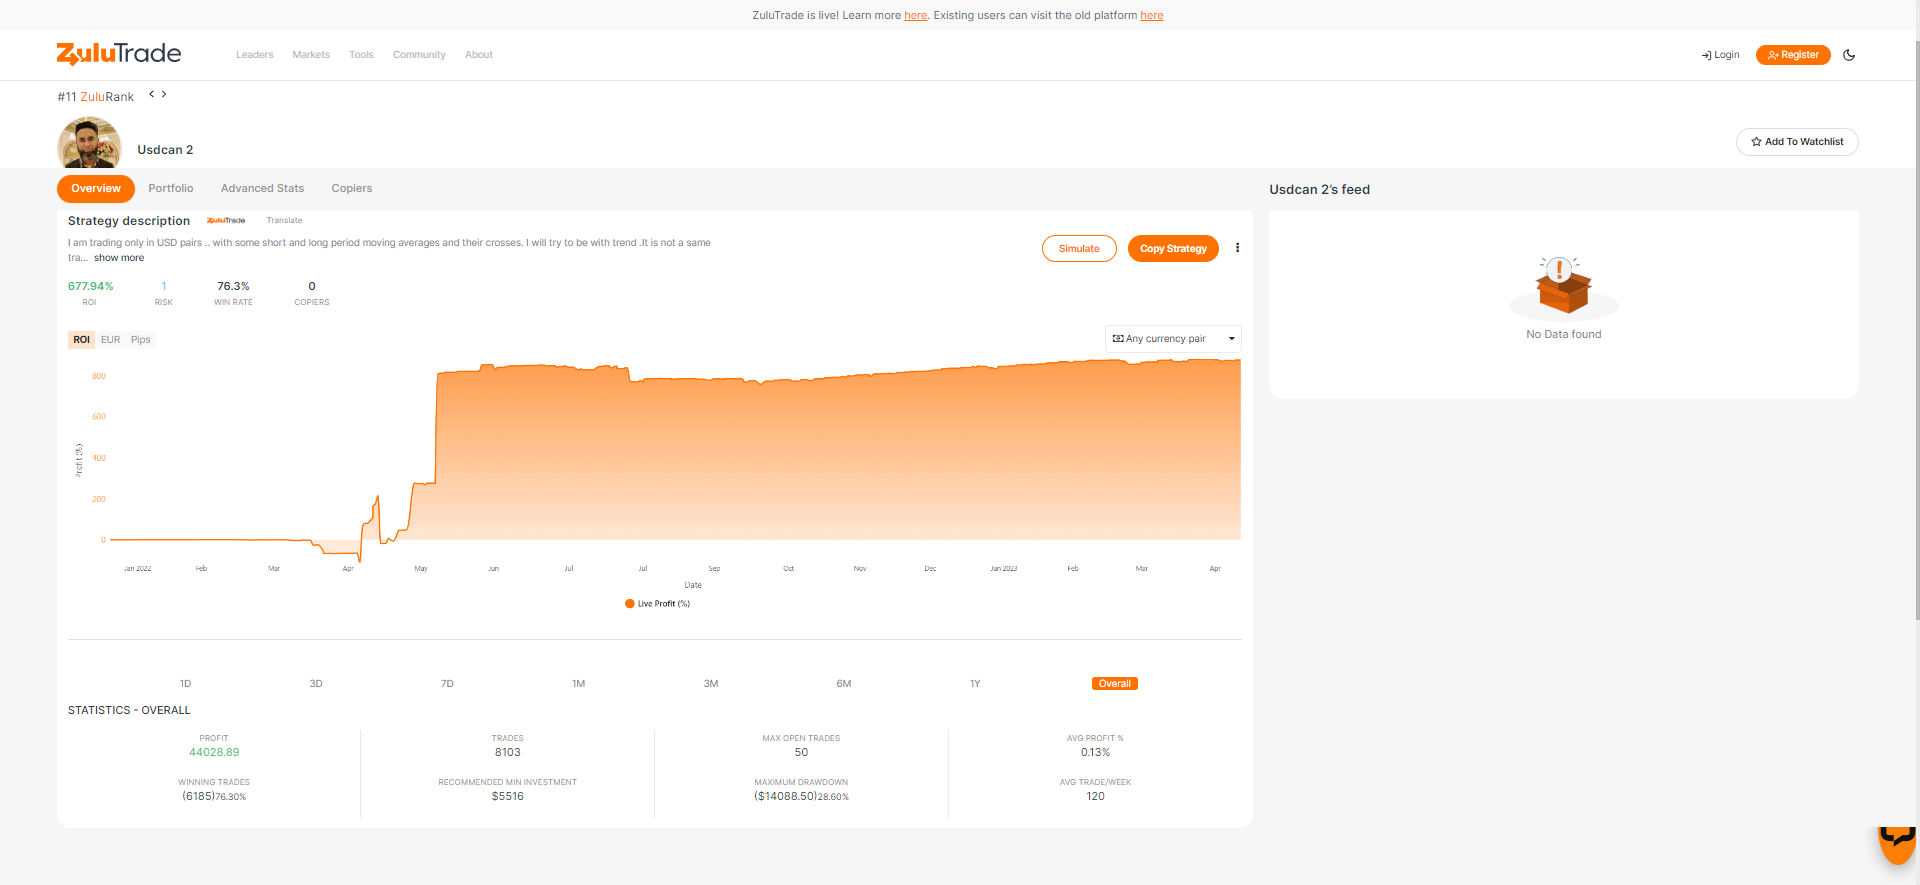 ZuluTrade is live! Learn more here. Existing users can visit the old platform here
ZuluTrade
Leaders Markets Tools Community About
Login Register
#11 ZuluRank
Usdcan 2
Add To Watchlist
Overview Portfolio Advanced Stats Copiers
Usdcan 2's feed
Strategy description ZuluTrade Translate
I am trading only in USD pairs .. with some short and long period moving averages and their crosses. I will try to be with trend .It is not a same
tra... show more
Simulate Copy Strategy
677.94% 1 76.3% 0
ROI RISK WIN RATE COPIERS
No Data found
ROI EUR Pips
Any currency pair
800
600
400
200
0
Profit (%)
Jan 2022 Feb Mar Apr May Jun Jul Jul Sep Oct Nov Dec Jan 2023 Feb Mar Apr
Date
Live Profit (%)
1D 3D 7D 1M 3M 6M 1Y Overall
STATISTICS - OVERALL
PROFIT TRADES MAX OPEN TRADES AVG PROFIT %
44028.89 8103 50 0.13%
WINNING TRADES RECOMMENDED MIN INVESTMENT MAXIMUM DRAWDOWN AVG TRADE/WEEK
(6185)76.30% $5516 ($14088.50)28.60% 120